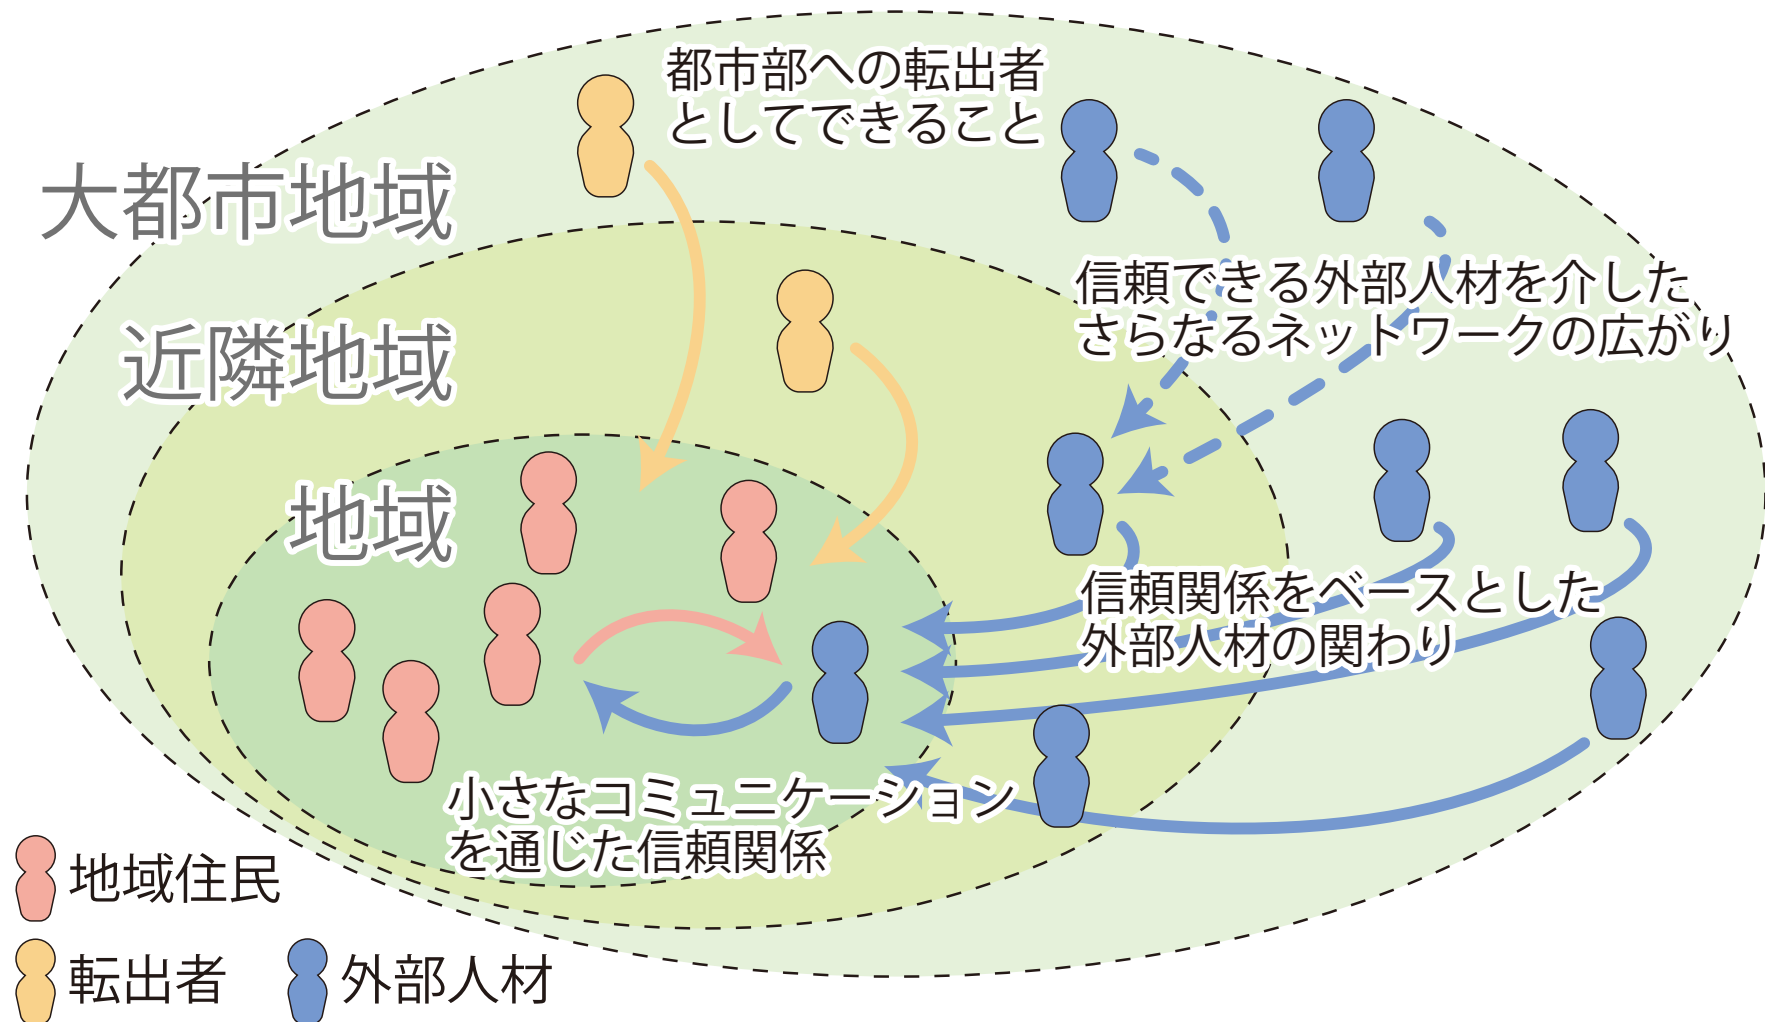 都市部への転出者
としてできること
大都市地域
信頼できる外部人材を介した
さらなるネットワークの広がり
近隣地域
地域
信頼関係をベースとした
外部人材の関わり
小さなコミュニケーション
を通じた信頼関係
地域住民
転出者
外部人材